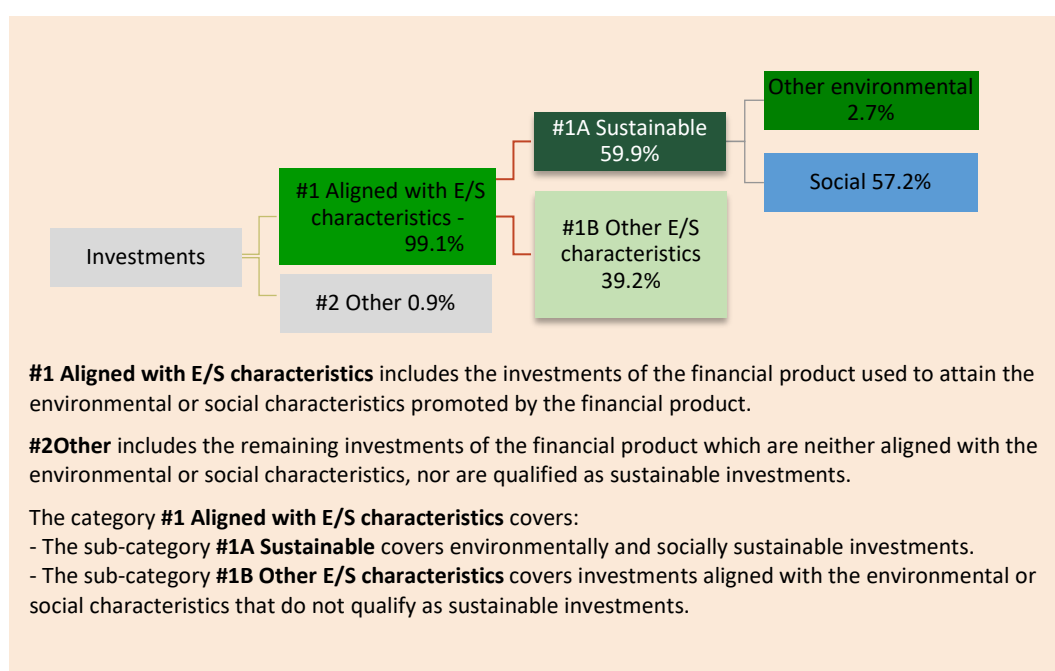 Other environmental
2.7%
#1A Sustainable
59.9%
Social 57.2%
#1 Aligned with E/S
characteristics -
99.1%
#1B Other E/S
characteristics
39.2%
Investments
#2 Other 0.9%
#1 Aligned with E/S characteristics includes the investments of the financial product used to attain the
environmental or social characteristics promoted by the financial product.
#2Other includes the remaining investments of the financial product which are neither aligned with the
environmental or social characteristics, nor are qualified as sustainable investments.
The category #1 Aligned with E/S characteristics covers:
- The sub-category #1A Sustainable covers environmentally and socially sustainable investments.
- The sub-category #1B Other E/S characteristics covers investments aligned with the environmental or
social characteristics that do not qualify as sustainable investments.